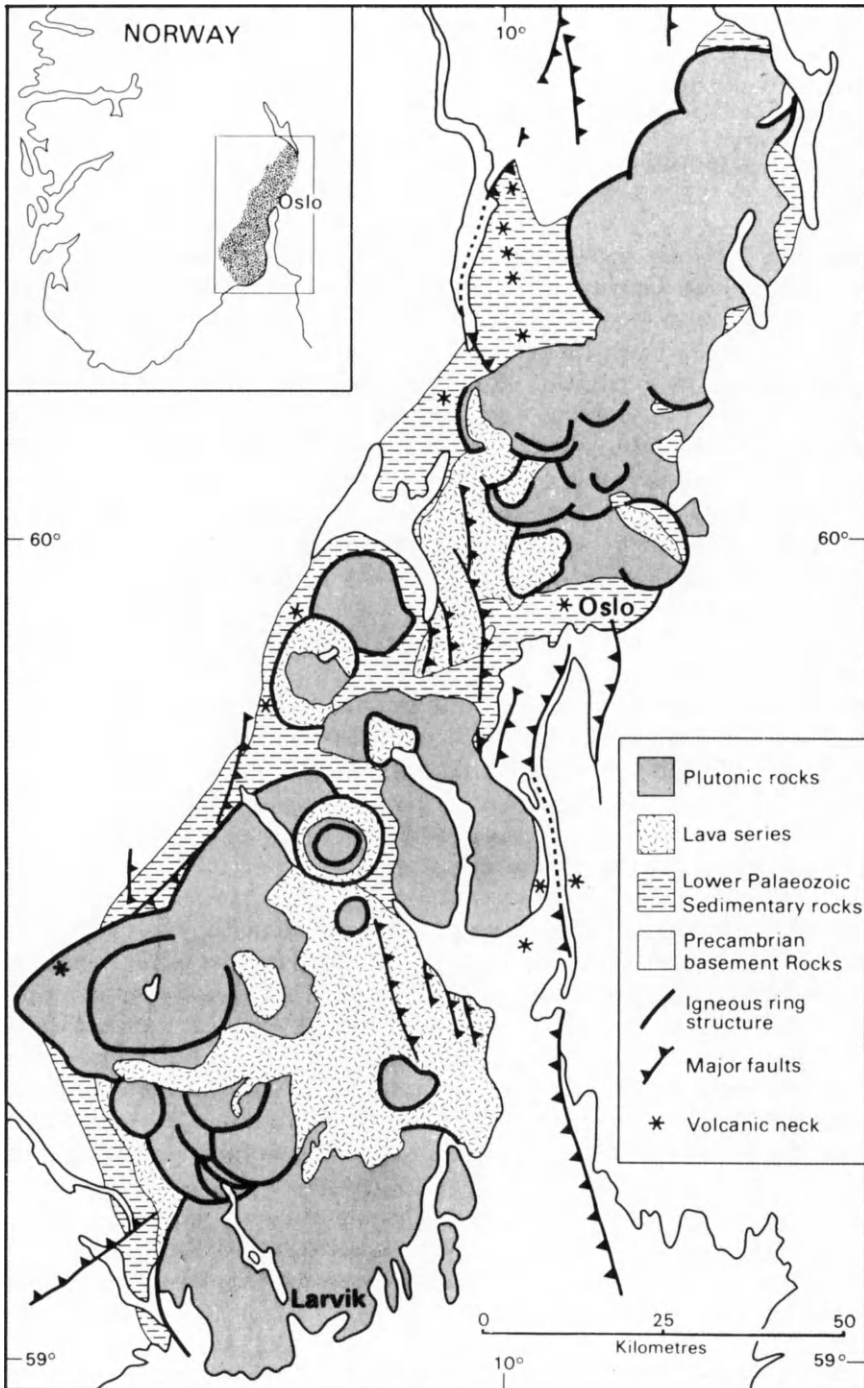 NORWAY
Oslo
10°
60°
60°
Oslo
Plutonic rocks
Lava series
Lower Palaeozoic
Sedimentary rocks
Precambrian
basement Rocks
Igneous ring
structure
Major faults
Volcanic neck
Larvik
0 25 50
Kilometres
59°
10°
59°